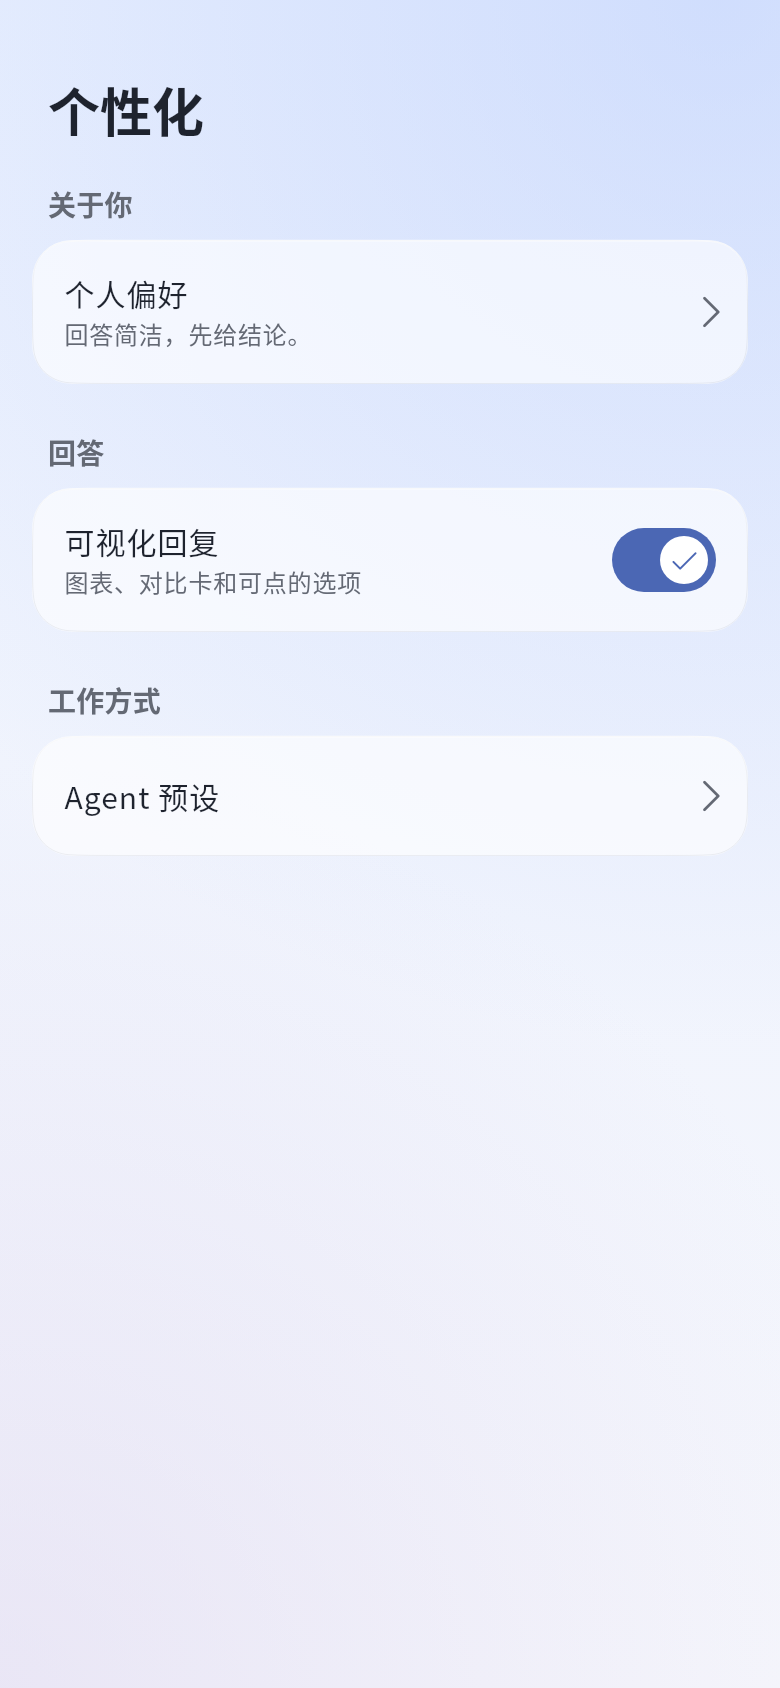 个性化
关于你
个人偏好
回答简洁，先给结论。
回答
可视化回复
图表、对比卡和可点的选项
工作方式
Agent 预设